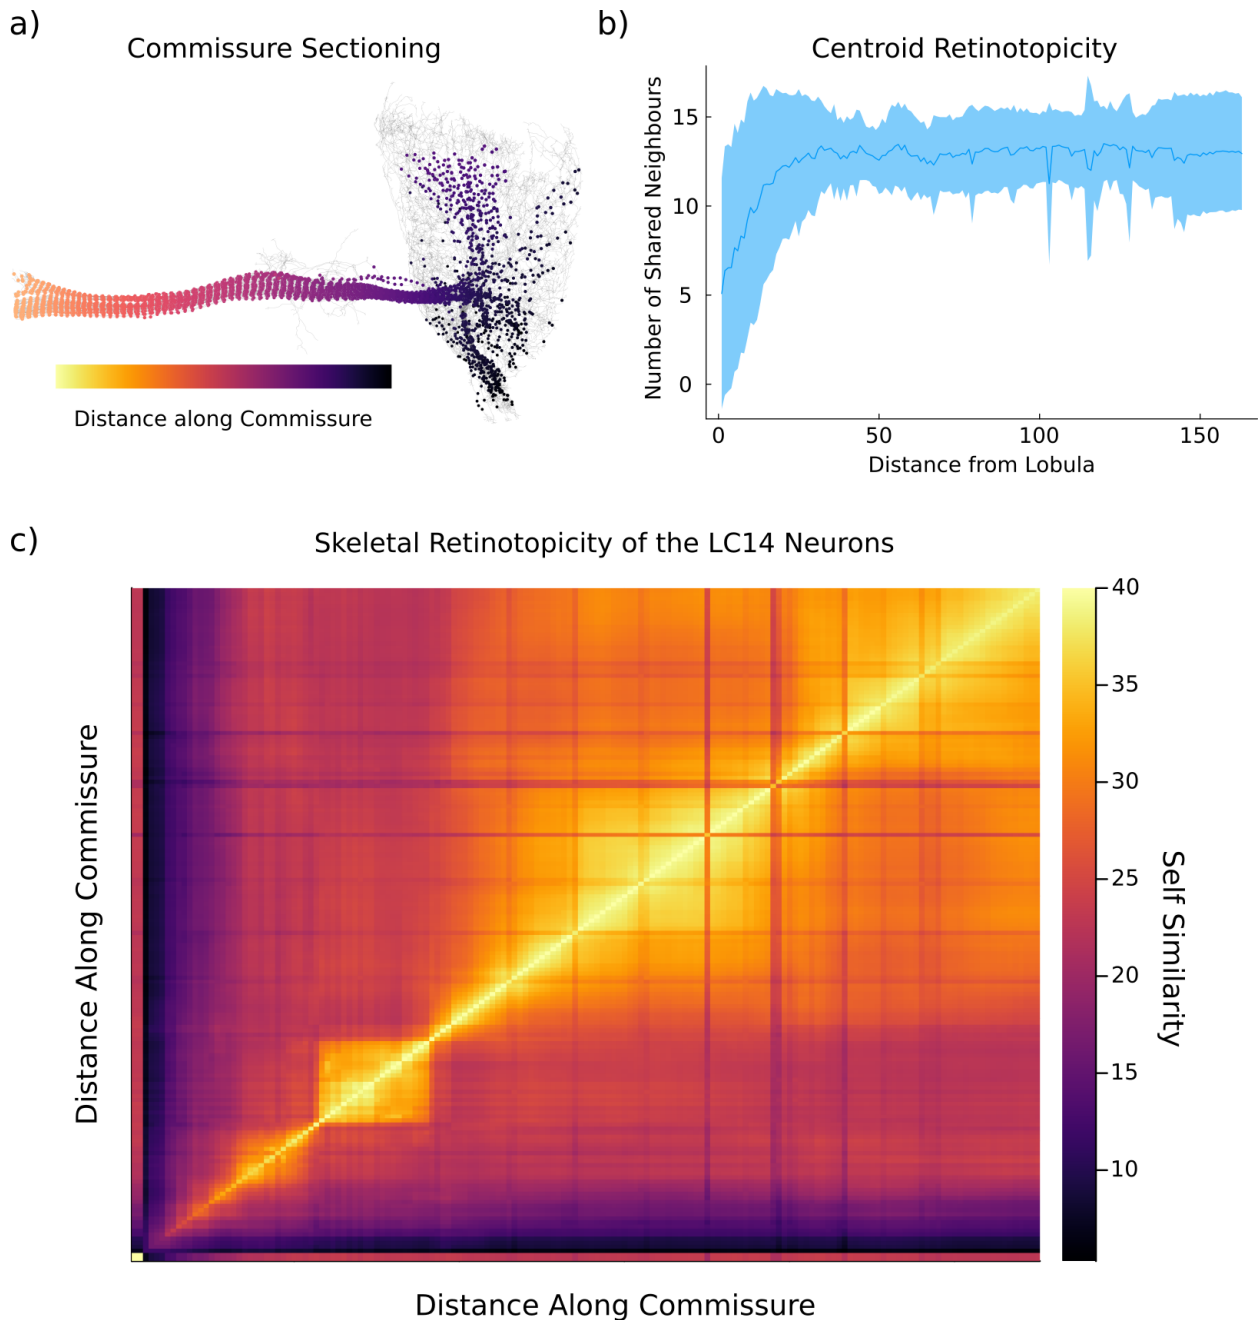 a)
Commissure Sectioning
Distance along Commissure
b)
Centroid Retinotopicity
Number of Shared Neighbours
15
10
5
0
0 50 100 150
Distance from Lobula
c)
Skeletal Retinotopicity of the LC14 Neurons
Distance Along Commissure
Distance Along Commissure
40
35
30
25
20
15
10
Self Similarity